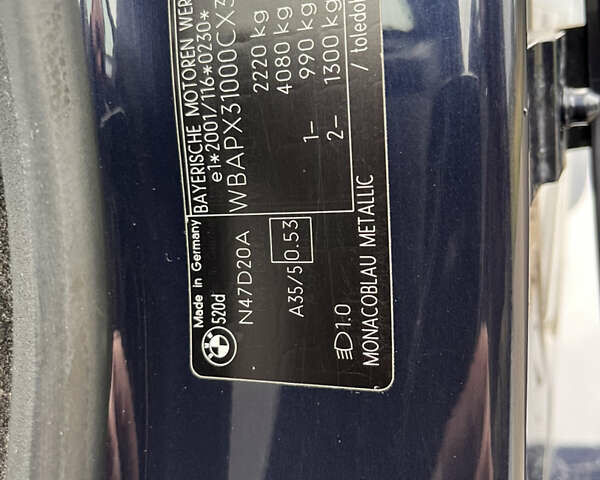 Made in Germany
BAYERISCHE MOTOREN WER
e1*2001/116*0230*
WBAPX31000CX3
2220 kg
4080 kg
1– 990 kg
2– 1300 kg
520d
N47D20A
A35/5 0.53
1.0
MONACOBLAU METALLIC / toledo